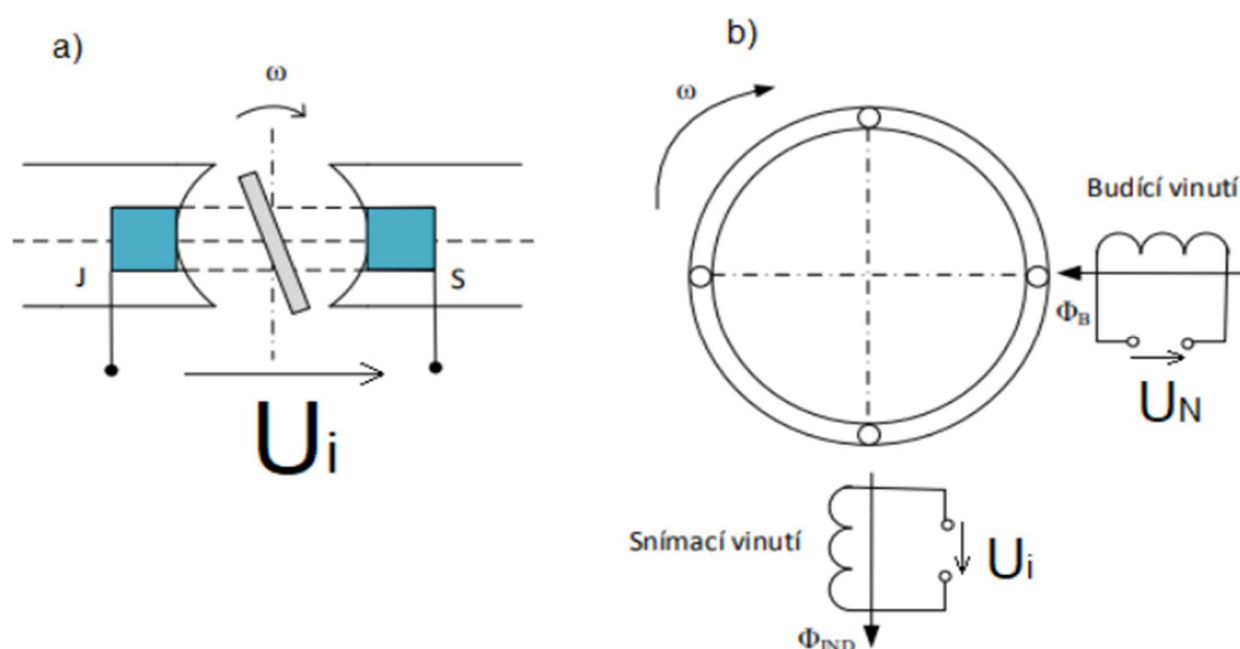 a)
ω
J
S
Ui
b)
ω
Budící vinutí
ΦB
UN
Snímací vinutí
Ui
ΦIND